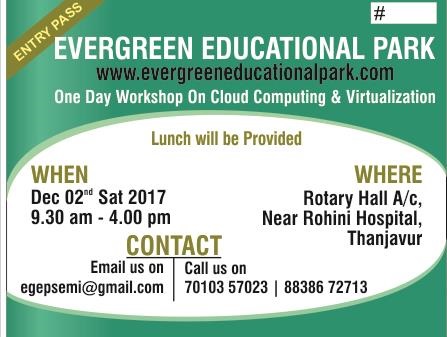 ENTRY PASS
#
EVERGREEN EDUCATIONAL PARK
www.evergreeneducationalpark.com
One Day Workshop On Cloud Computing & Virtualization
Lunch will be Provided
WHEN
Dec 02nd Sat 2017
9.30 am - 4.00 pm
WHERE
Rotary Hall A/c,
Near Rohini Hospital,
Thanjavur
CONTACT
Email us on
egepsemi@gmail.com
Call us on
70103 57023 | 88386 72713